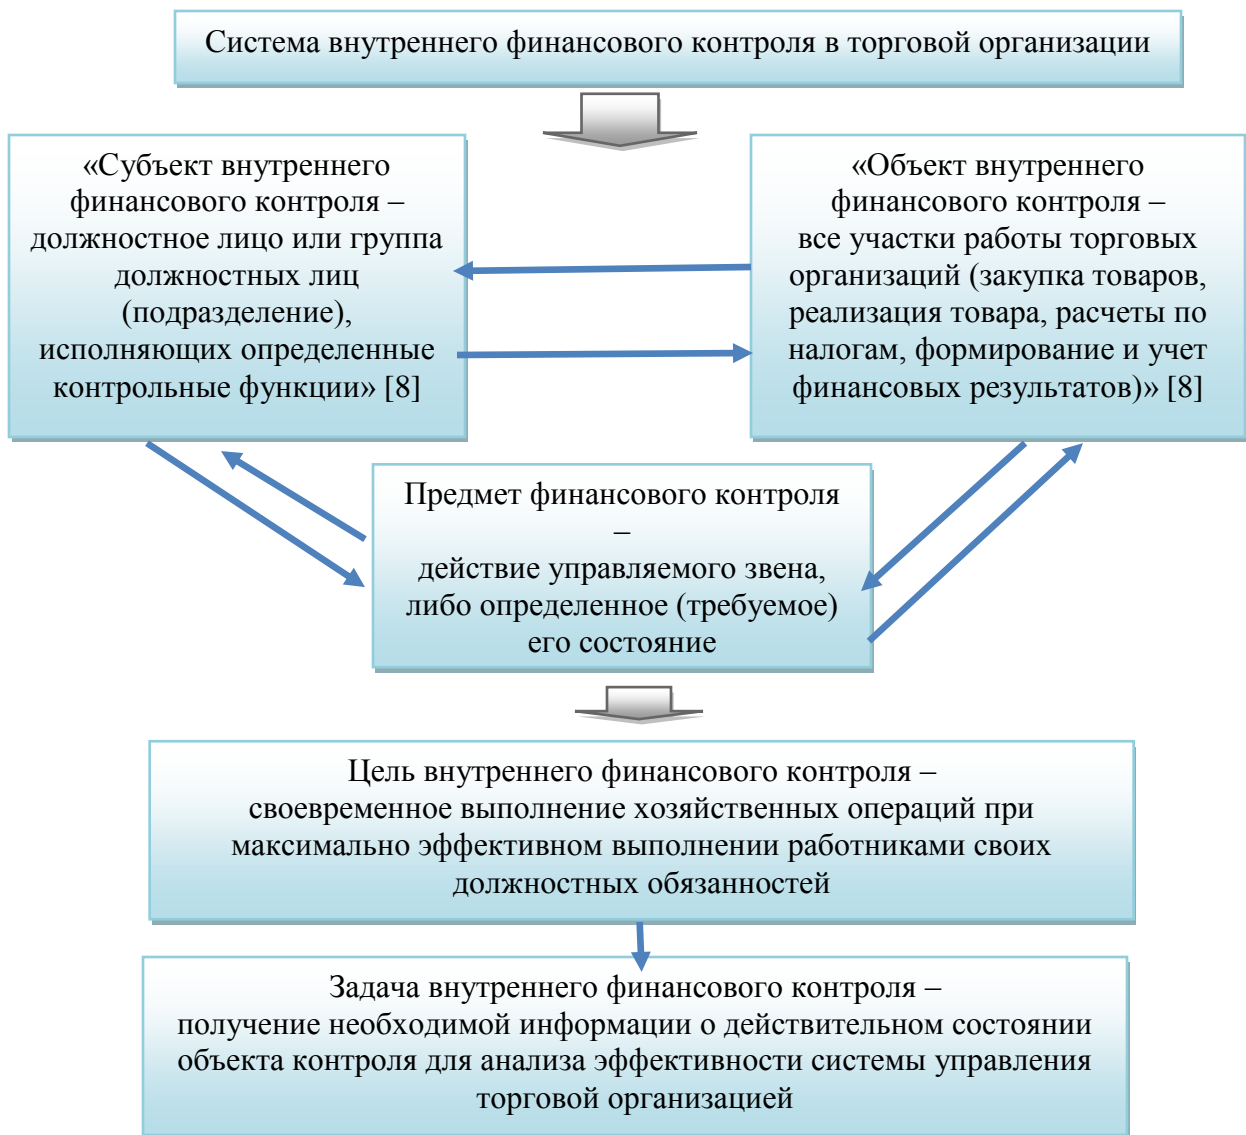 Система внутреннего финансового контроля в торговой организации
«Субъект внутреннего
финансового контроля –
должностное лицо или группа
должностных лиц
(подразделение),
исполняющих определенные
контрольные функции» [8]
«Объект внутреннего
финансового контроля –
все участки работы торговых
организаций (закупка товаров,
реализация товара, расчеты по
налогам, формирование и учет
финансовых результатов)» [8]
Предмет финансового контроля
–
действие управляемого звена,
либо определенное (требуемое)
его состояние
Цель внутреннего финансового контроля –
своевременное выполнение хозяйственных операций при
максимально эффективном выполнении работниками своих
должностных обязанностей
Задача внутреннего финансового контроля –
получение необходимой информации о действительном состоянии
объекта контроля для анализа эффективности системы управления
торговой организацией